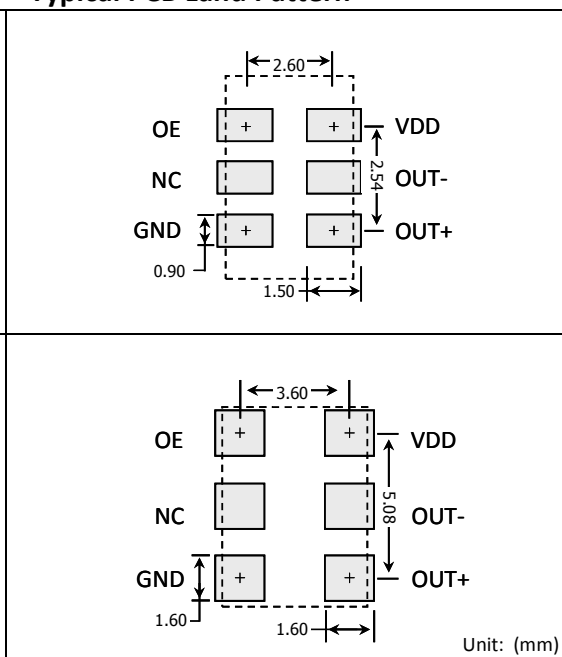 Typical PCB Land Pattern
2.60
OE VDD
NC 2.54 OUT-
GND OUT+
0.90
1.50
3.60
OE VDD
NC 5.08 OUT-
GND OUT+
1.60
1.60
Unit: (mm)